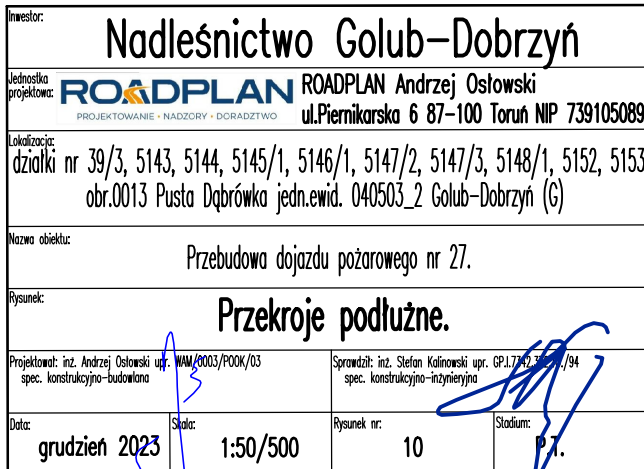 Inwestor:
Nadleśnictwo Golub-Dobrzyń
Jednostka
projektowa:
ROADPLAN
PROJEKTOWANIE • NADZORY • DORADZTWO
ROADPLAN Andrzej Osłowski
ul.Piernikarska 6 87-100 Toruń NIP 739105089
Lokalizacja:
działki nr 39/3, 5143, 5144, 5145/1, 5146/1, 5147/2, 5147/3, 5148/1, 5152, 5153
obr.0013 Pusta Dąbrówka jedn.ewid. 040503_2 Golub-Dobrzyń (G)
Nazwa obiektu:
Przebudowa dojazdu pożarowego nr 27.
Rysunek:
Przekroje podłużne.
Projektował: inż. Andrzej Osłowski upr. WAM/0003/POOK/03
spec. konstrukcyjno-budowlana
Sprawdził: inż. Stefan Kalinowski upr. /94
spec. konstrukcyjno-inżynieryjna
Data:
grudzień 2023
Skala:
1:50/500
Rysunek nr:
10
Stadium:
P.T.